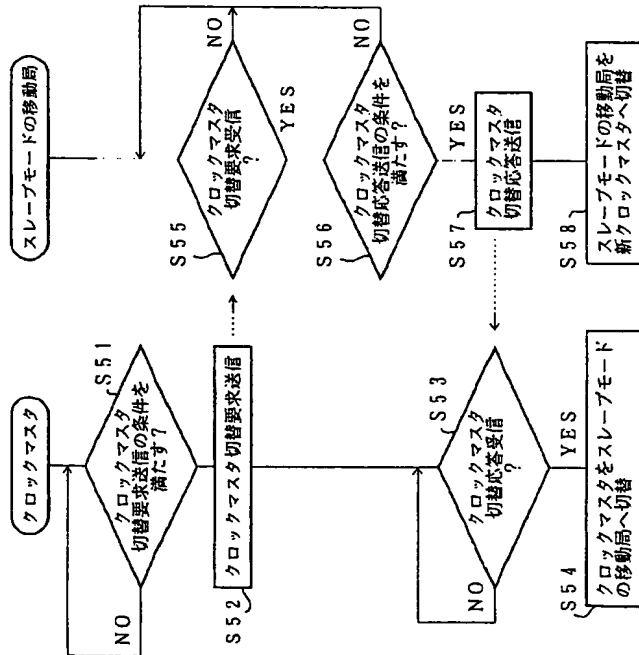 クロックマスタ
S51
クロックマスタ
切替要求送信の条件を
満たす?
NO
S52
クロックマスタ切替要求送信
S53
クロックマスタ
切替応答受信
?
NO
YES
S54
クロックマスタをスレーブモード
の移動局へ切替
スレーブモードの移動局
S55
クロックマスタ
切替要求受信
?
NO
YES
S56
クロックマスタ
切替応答送信の条件を
満たす?
NO
YES
S57
クロックマスタ
切替応答送信
S58
スレーブモードの移動局を
新クロックマスタへ切替